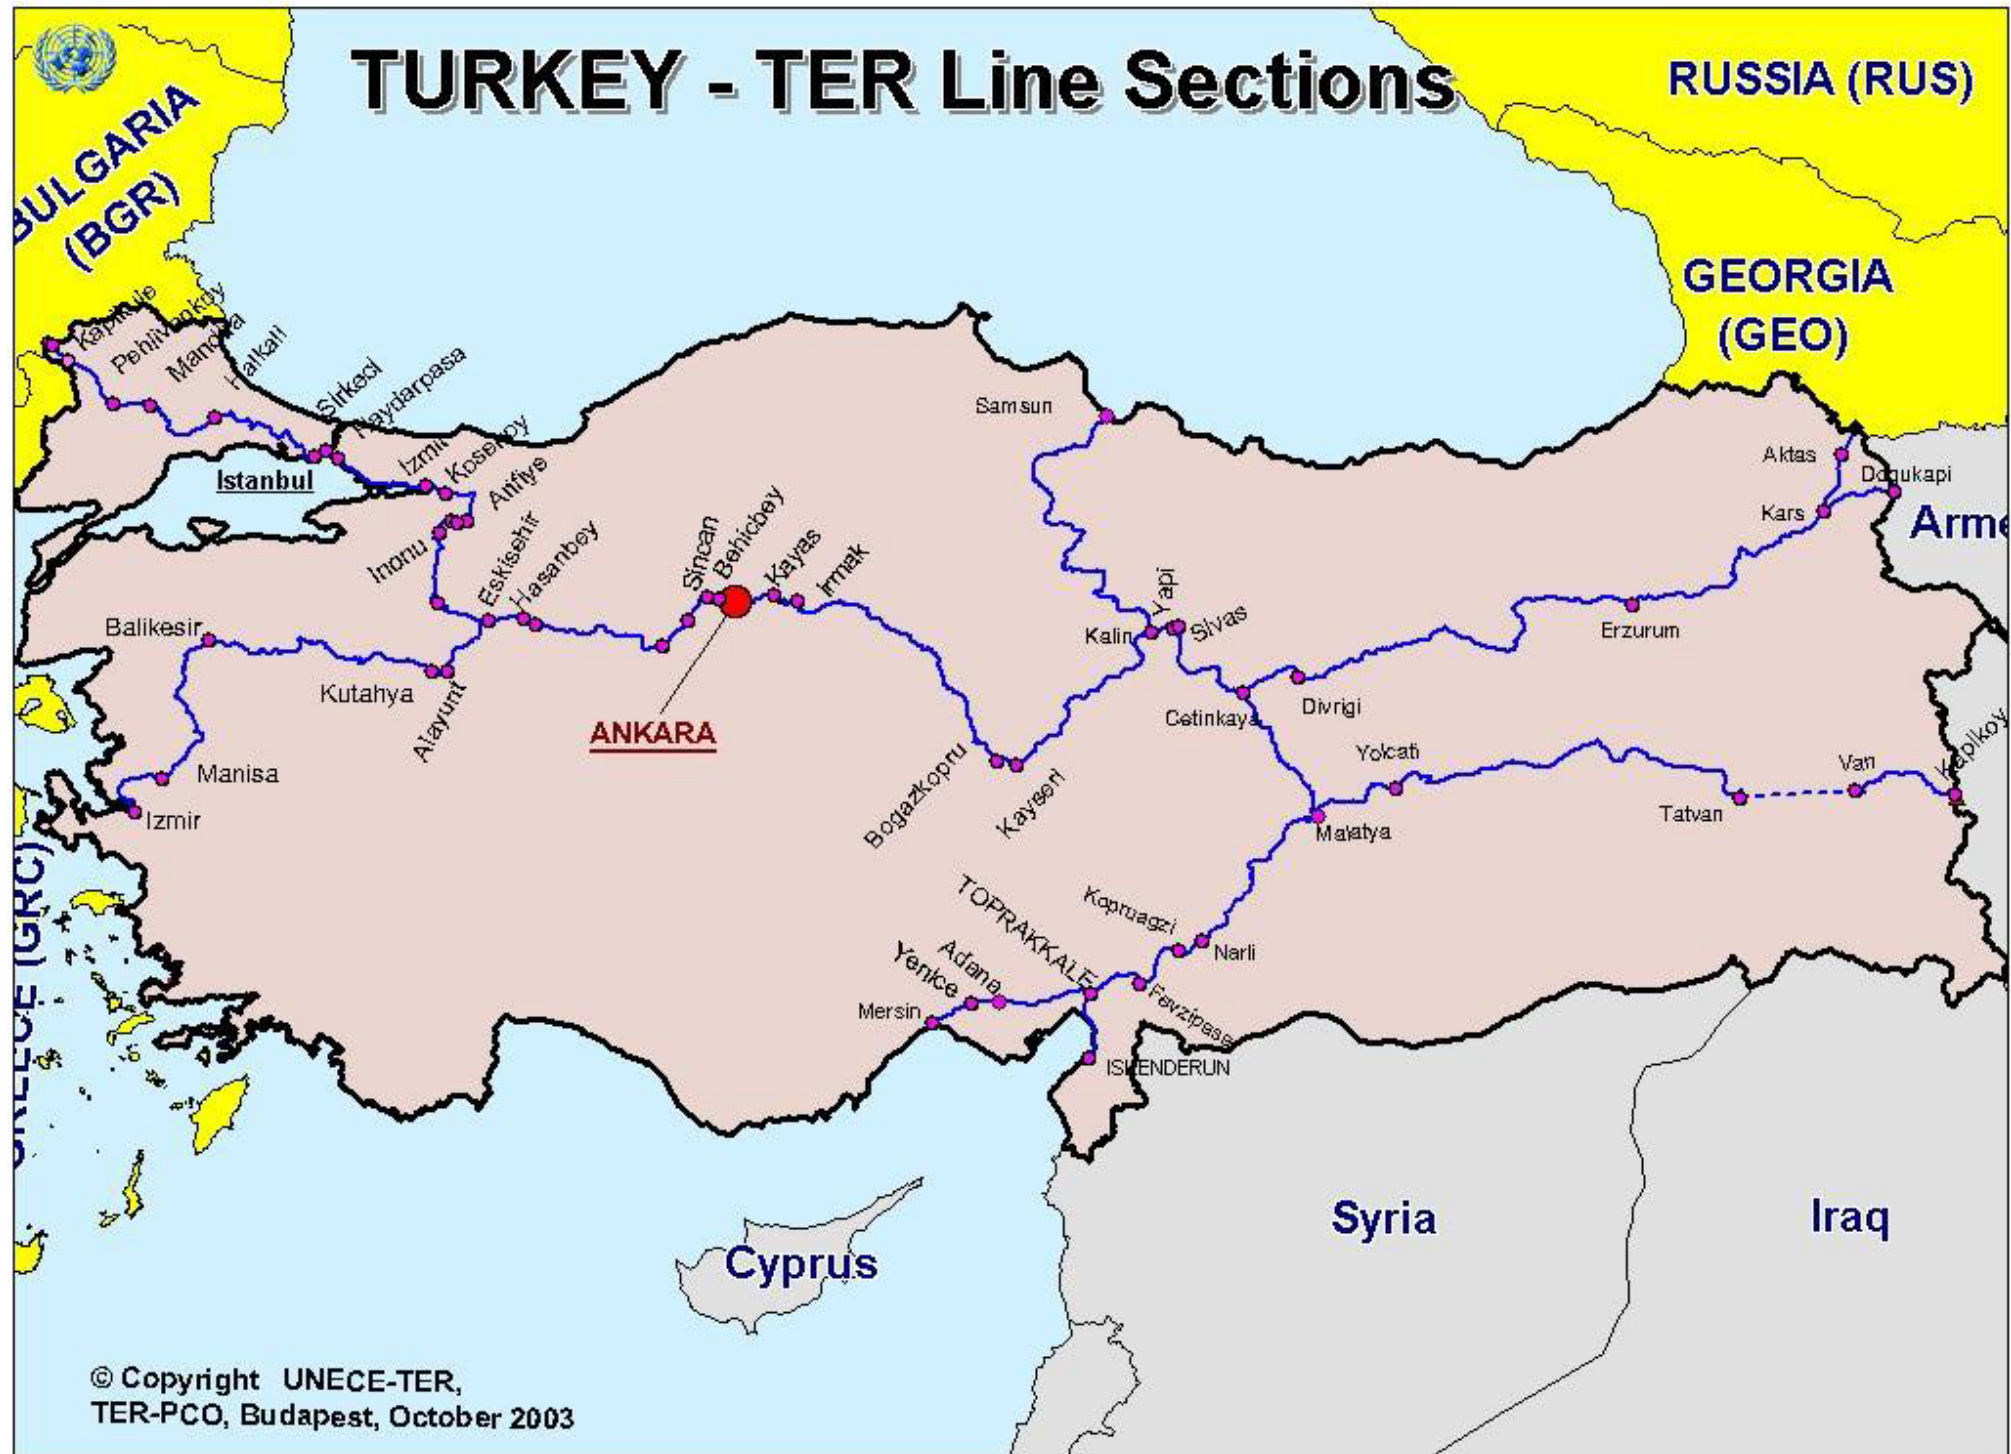 TURKEY - TER Line Sections
RUSSIA (RUS)
BULGARIA
(BGR)
GEORGIA
(GEO)
Kapikule
Pehlivankoy
Mandira
Halkali
Sirkeci
Haydarpasa
Istanbul
Izmit
Kosekoy
Arifiye
Inonu
Eskisehir
Hasanbey
Sincan
Behicbey
Kayas
Irmak
Samsun
Aktas
Dogukapi
Kars
Yapi
Kalin
Sivas
Erzurum
Balikesir
Kutahya
Alayunt
ANKARA
Cetinkaya
Divrigi
Manisa
Izmir
Bogazkopru
Kayseri
Yolcati
Malatya
Tatvan
Van
Kapikoy
TOPRAKKALE
Kopruagzi
Narli
Adana
Yenice
Mersin
Fevzipasa
ISKENDERUN
GREECE (GRC)
Syria
Iraq
Cyprus
© Copyright UNECE-TER,
TER-PCO, Budapest, October 2003